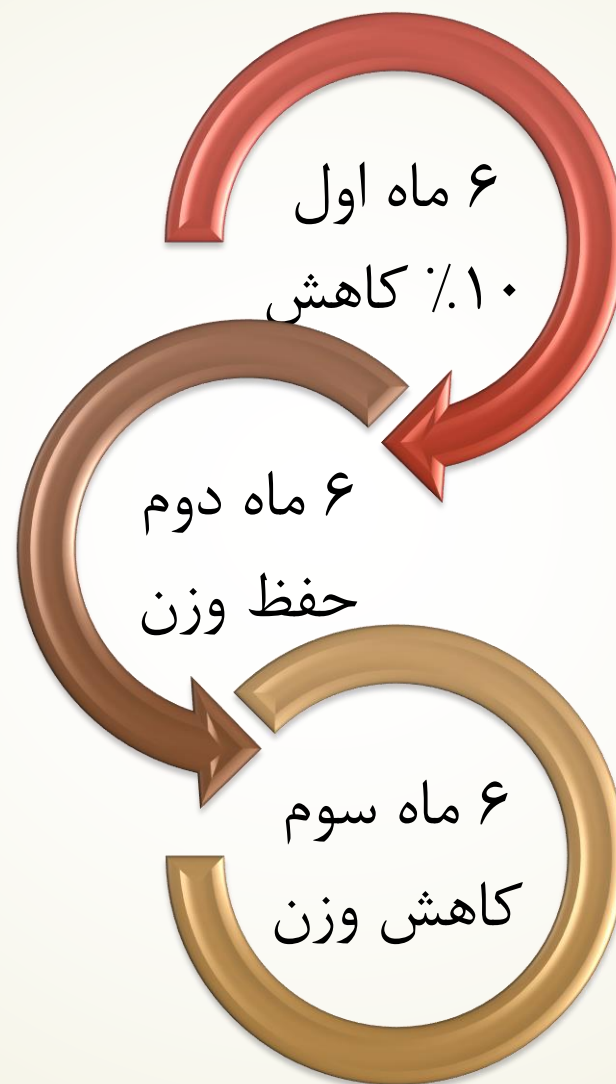 ۶ ماه اول
۱۰٪ کاهش
۶ ماه دوم
حفظ وزن
۶ ماه سوم
کاهش وزن